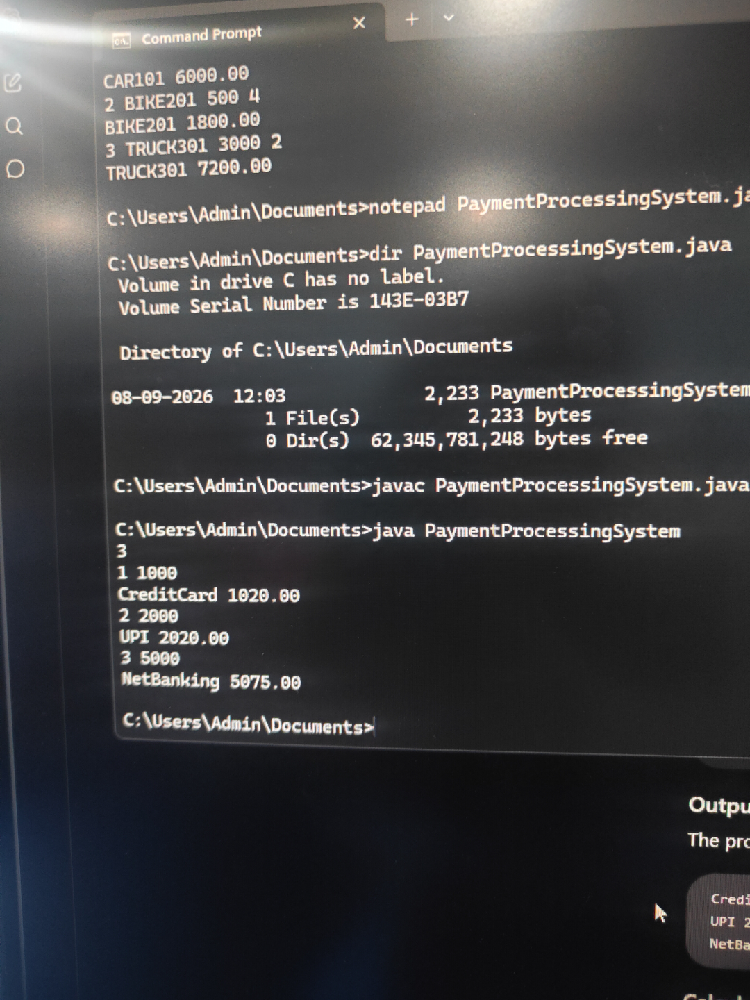 Command Prompt
CAR101 6000.00
2 BIKE201 500 4
BIKE201 1800.00
3 TRUCK301 3000 2
TRUCK301 7200.00
C:\Users\Admin\Documents>notepad PaymentProcessingSystem.ja
C:\Users\Admin\Documents>dir PaymentProcessingSystem.java
Volume in drive C has no label.
Volume Serial Number is 143E-03B7
Directory of C:\Users\Admin\Documents
08-09-2026 12:03 2,233 PaymentProcessingSystem
1 File(s) 2,233 bytes
0 Dir(s) 62,345,781,248 bytes free
C:\Users\Admin\Documents>javac PaymentProcessingSystem.java
C:\Users\Admin\Documents>java PaymentProcessingSystem
3
1 1000
CreditCard 1020.00
2 2000
UPI 2020.00
3 5000
NetBanking 5075.00
C:\Users\Admin\Documents>
Outpu
The pro
Credi
UPI 2
NetBa